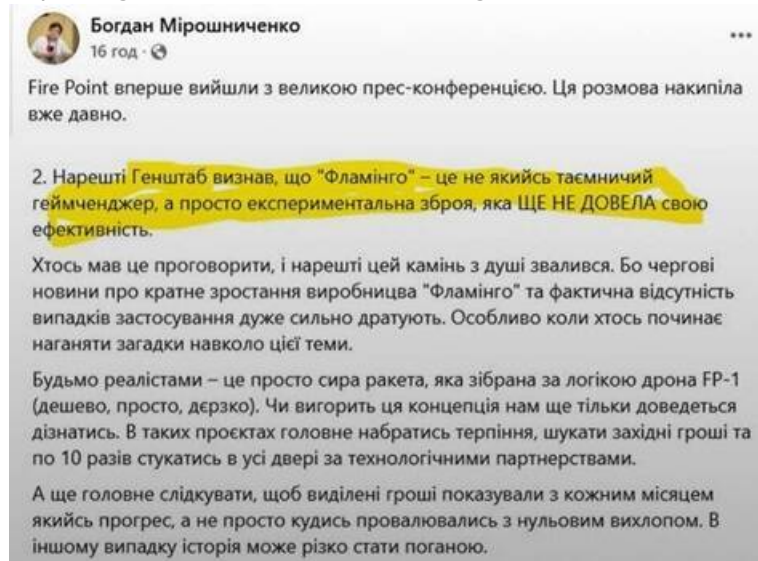 Богдан Мірошниченко
16 год ·
Fire Point вперше вийшли з великою прес-конференцією. Ця розмова накипіла
вже давно.
2. Нарешті Генштаб визнав, що "Фламінго" – це не якийсь таємничий
геймченджер, а просто експериментальна зброя, яка ЩЕ НЕ ДОВЕЛА свою
ефективність.
Хтось мав це проговорити, і нарешті цей камінь з душі звалився. Бо чергові
новини про кратне зростання виробницва "Фламінго" та фактична відсутність
випадків застосування дуже сильно дратують. Особливо коли хтось починає
наганяти загадки навколо цієї теми.
Будьмо реалістами – це просто сира ракета, яка зібрана за логікою дрона FP-1
(дешево, просто, дєрзко). Чи вигорить ця концепція нам ще тільки доведеться
дізнатись. В таких проєктах головне набратись терпіння, шукати західні гроші та
по 10 разів стукатись в усі двері за технологічними партнерствами.
А ще головне слідкувати, щоб виділені гроші показували з кожним місяцем
якийсь прогрес, а не просто кудись провалювались з нульовим вихлопом. В
іншому випадку історія може різко стати поганою.